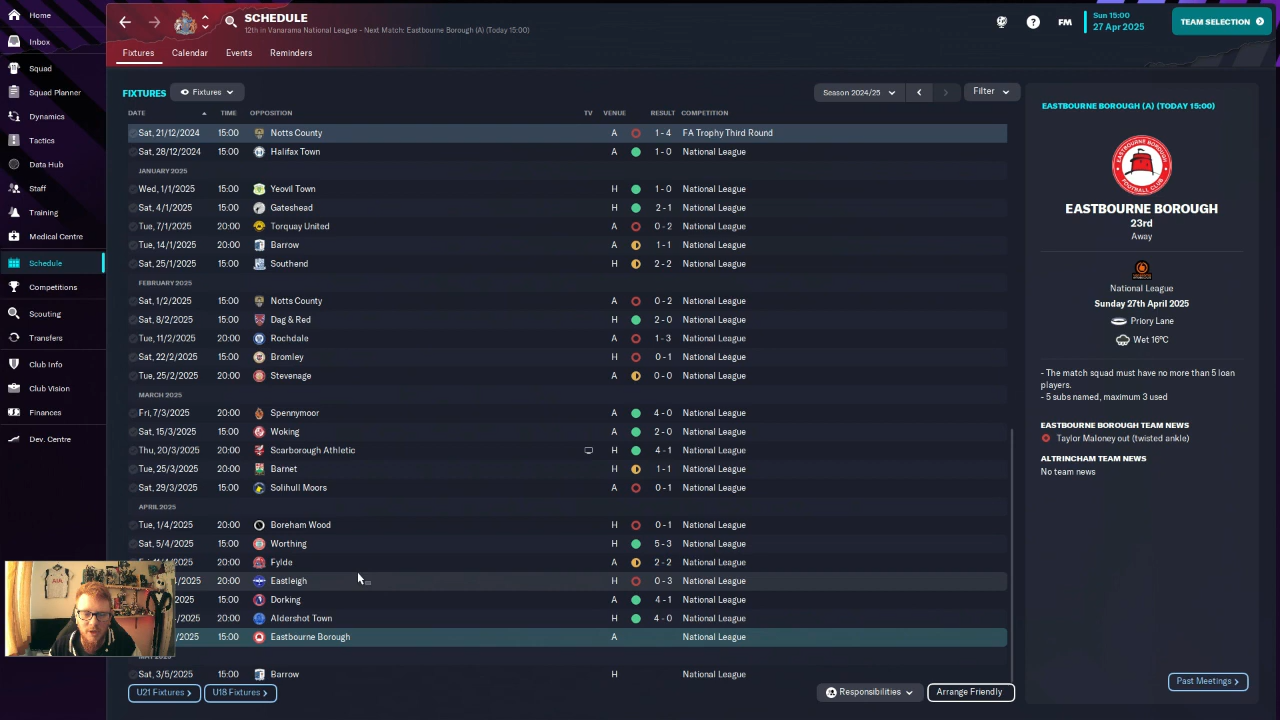 Home
SCHEDULE
12th in Vanarama National League - Next Match: Eastbourne Borough (A) (Today 15:00)
FM
Sun 15:00
27 Apr 2025
TEAM SELECTION
Inbox
Squad
Squad Planner
Dynamics
Tactics
Data Hub
Staff
Training
Medical Centre
Schedule
Competitions
Scouting
Transfers
Club Info
Club Vision
Finances
Dev. Centre
Fixtures Calendar Events Reminders
FIXTURES Fixtures Season 2024/25 Filter
DATE TIME OPPOSITION TV VENUE RESULT COMPETITION
Sat, 21/12/2024 15:00 Notts County A 1 - 4 FA Trophy Third Round
Sat, 28/12/2024 15:00 Halifax Town A 1 - 0 National League
JANUARY 2025
Wed, 1/1/2025 15:00 Yeovil Town H 1 - 0 National League
Sat, 4/1/2025 15:00 Gateshead H 2 - 1 National League
Tue, 7/1/2025 20:00 Torquay United A 0 - 2 National League
Tue, 14/1/2025 20:00 Barrow A 1 - 1 National League
Sat, 25/1/2025 15:00 Southend H 2 - 2 National League
FEBRUARY 2025
Sat, 1/2/2025 15:00 Notts County A 0 - 2 National League
Sat, 8/2/2025 15:00 Dag & Red H 2 - 0 National League
Tue, 11/2/2025 20:00 Rochdale A 1 - 3 National League
Sat, 22/2/2025 15:00 Bromley H 0 - 1 National League
Tue, 25/2/2025 20:00 Stevenage A 0 - 0 National League
MARCH 2025
Fri, 7/3/2025 20:00 Spennymoor A 4 - 0 National League
Sat, 15/3/2025 15:00 Woking A 2 - 0 National League
Thu, 20/3/2025 20:00 Scarborough Athletic H 4 - 1 National League
Tue, 25/3/2025 20:00 Barnet H 1 - 1 National League
Sat, 29/3/2025 15:00 Solihull Moors A 0 - 1 National League
APRIL 2025
Tue, 1/4/2025 20:00 Boreham Wood H 0 - 1 National League
Sat, 5/4/2025 15:00 Worthing H 5 - 3 National League
20:00 Fylde A 2 - 2 National League
4/2025 20:00 Eastleigh H 0 - 3 National League
/2025 15:00 Dorking A 4 - 1 National League
4/2025 20:00 Aldershot Town H 4 - 0 National League
/2025 15:00 Eastbourne Borough A National League
Sat, 3/5/2025 15:00 Barrow H National League
U21 Fixtures U18 Fixtures Responsibilities Arrange Friendly
EASTBOURNE BOROUGH (A) (TODAY 15:00)
EASTBOURNE BOROUGH
FOOTBALL CLUB
EASTBOURNE BOROUGH
23rd
Away
National League
Sunday 27th April 2025
Priory Lane
Wet 16°C
- The match squad must have no more than 5 loan
players.
- 5 subs named, maximum 3 used
EASTBOURNE BOROUGH TEAM NEWS
Taylor Maloney out (twisted ankle)
ALTRINCHAM TEAM NEWS
No team news
Past Meetings
AIA